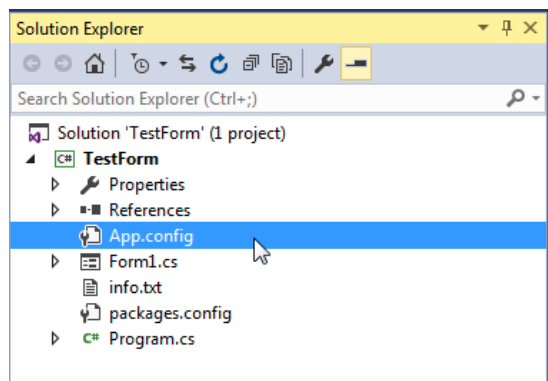 Solution Explorer
Search Solution Explorer (Ctrl+;)
Solution 'TestForm' (1 project)
C# TestForm
Properties
References
App.config
Form1.cs
info.txt
packages.config
C# Program.cs